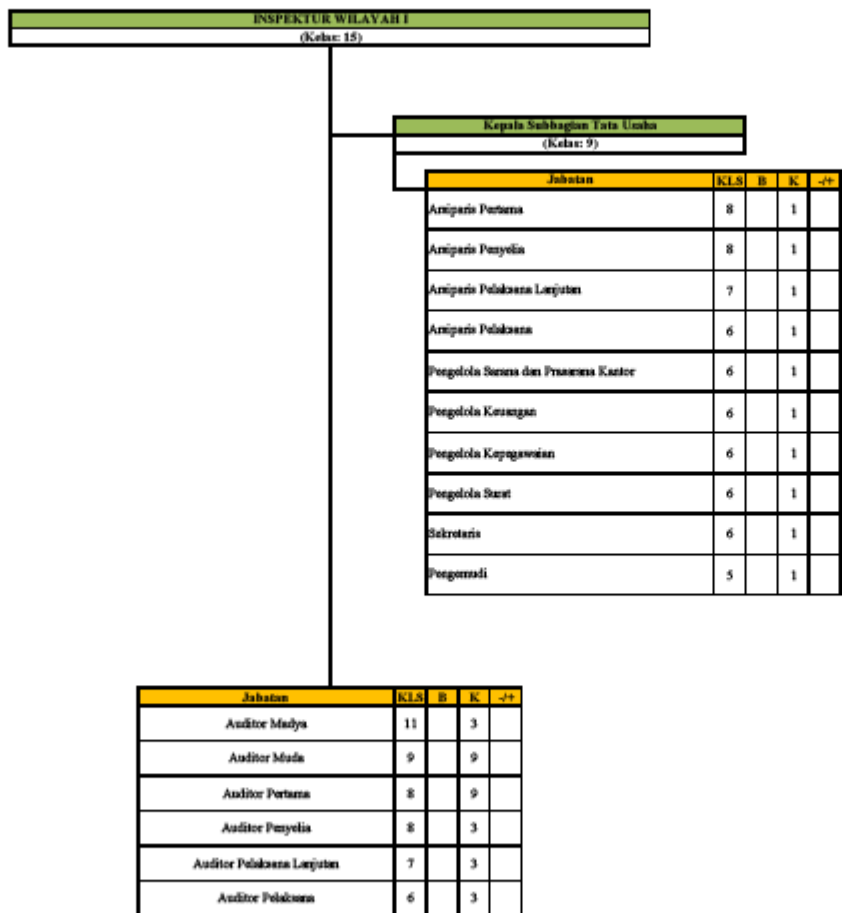 INSPEKTUR WILAYAH I
(Kelas: 15)
Kepala Subbagian Tata Usaha
(Kelas: 9)
Jabatan KLS B K -/+
Arsiparis Pertama 8 1
Arsiparis Penyelia 8 1
Arsiparis Pelaksana Lanjutan 7 1
Arsiparis Pelaksana 6 1
Pengelola Sarana dan Prasarana Kantor 6 1
Pengelola Keuangan 6 1
Pengelola Kepegawaian 6 1
Pengelola Surat 6 1
Sekretaris 6 1
Pengemudi 5 1
Jabatan KLS B K -/+
Auditor Madya 11 3
Auditor Muda 9 9
Auditor Pertama 8 9
Auditor Penyelia 8 3
Auditor Pelaksana Lanjutan 7 3
Auditor Pelaksana 6 3